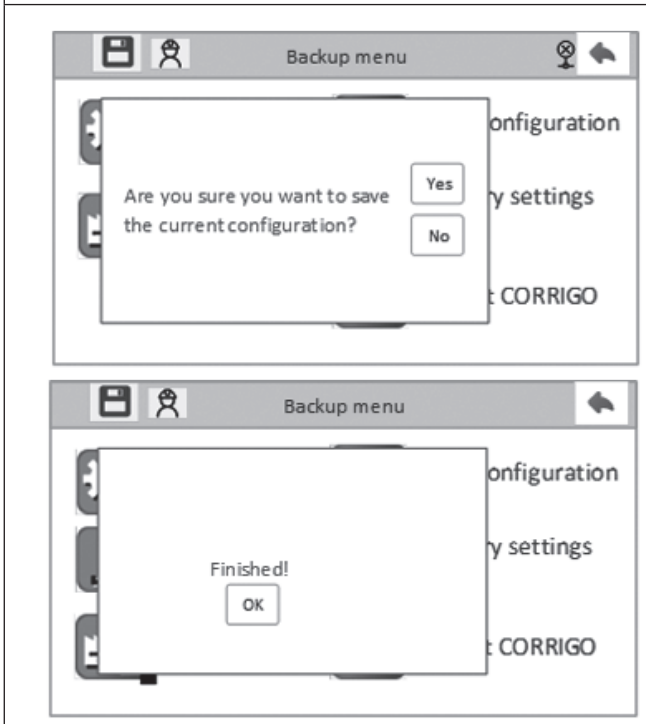 Backup menu
onfiguration
Are you sure you want to save
the current configuration?
Yes
No
y settings
t CORRIGO
Backup menu
onfiguration
y settings
Finished!
OK
t CORRIGO